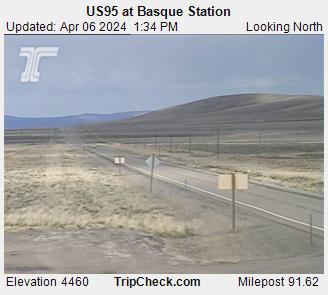 US95 at Basque Station
Updated: Apr 06 2024 1:34 PM Looking North
Elevation 4460 TripCheck.com Milepost 91.62